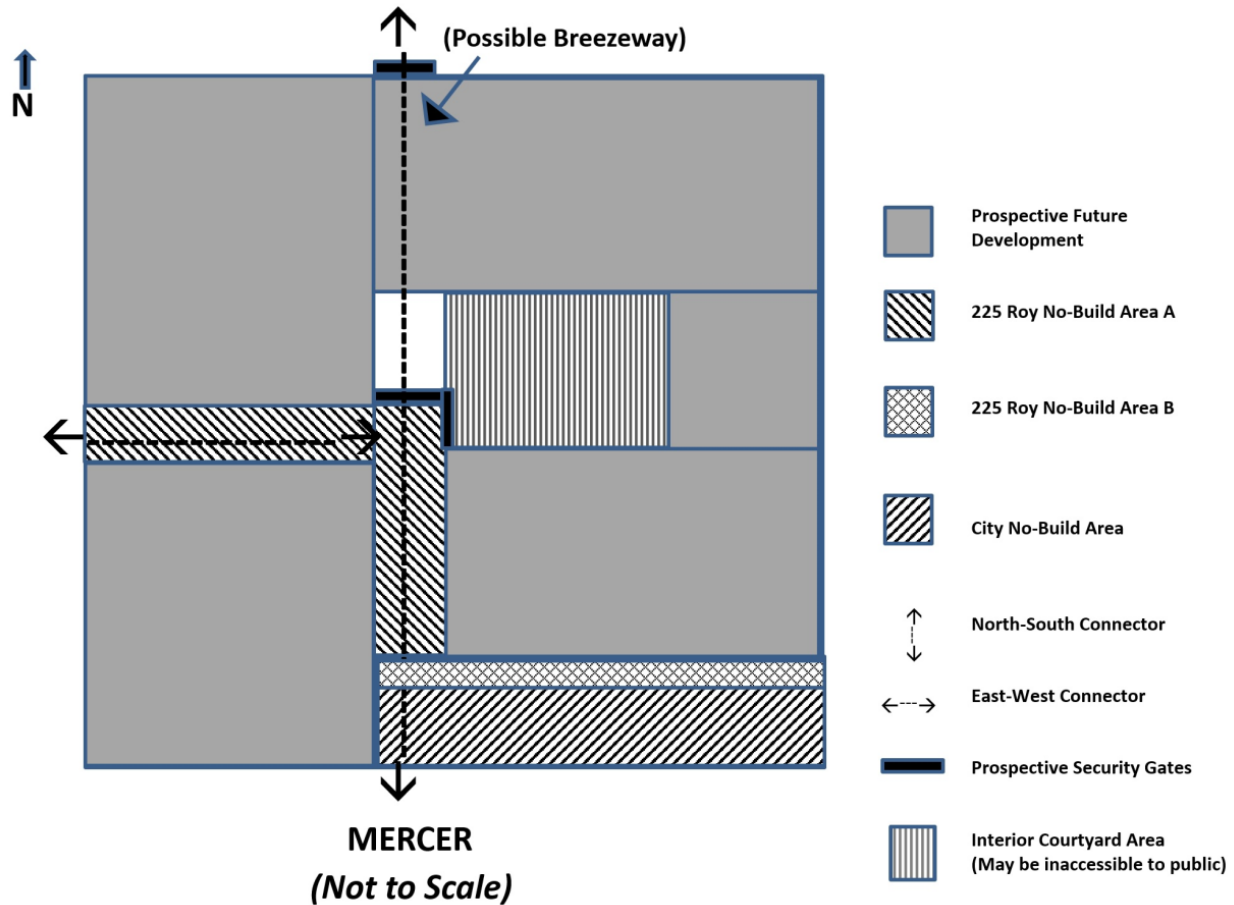 (Possible Breezeway)
N
Prospective Future
Development
225 Roy No-Build Area A
225 Roy No-Build Area B
City No-Build Area
North-South Connector
East-West Connector
Prospective Security Gates
Interior Courtyard Area
(May be inaccessible to public)
MERCER
(Not to Scale)